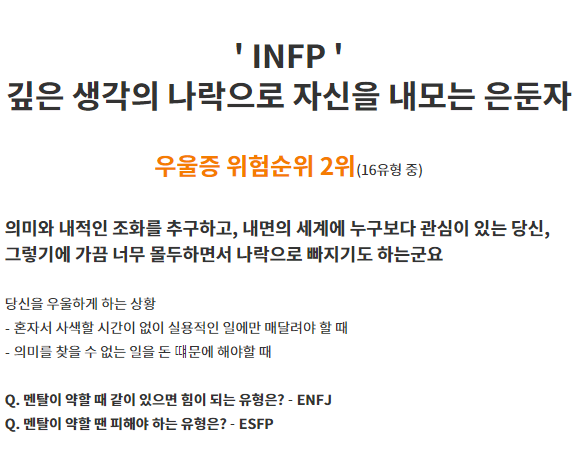 ' INFP '
깊은 생각의 나락으로 자신을 내모는 은둔자
우울증 위험순위 2위(16유형 중)
의미와 내적인 조화를 추구하고, 내면의 세계에 누구보다 관심이 있는 당신,
그렇기에 가끔 너무 몰두하면서 나락으로 빠지기도 하는군요
당신을 우울하게 하는 상황
- 혼자서 사색할 시간이 없이 실용적인 일에만 매달려야 할 때
- 의미를 찾을 수 없는 일을 돈 떄문에 해야할 때
Q. 멘탈이 약할 때 같이 있으면 힘이 되는 유형은? - ENFJ
Q. 멘탈이 약할 땐 피해야 하는 유형은? - ESFP